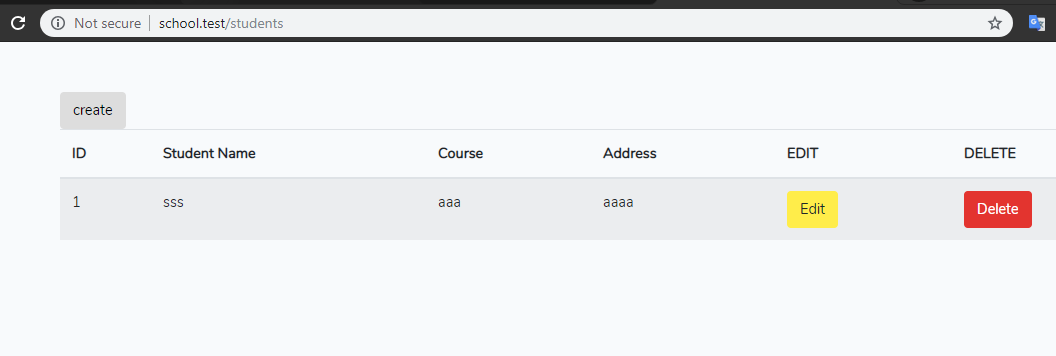 Not secure school.test/students
create
ID Student Name Course Address EDIT DELETE
1 sss aaa aaaa Edit Delete